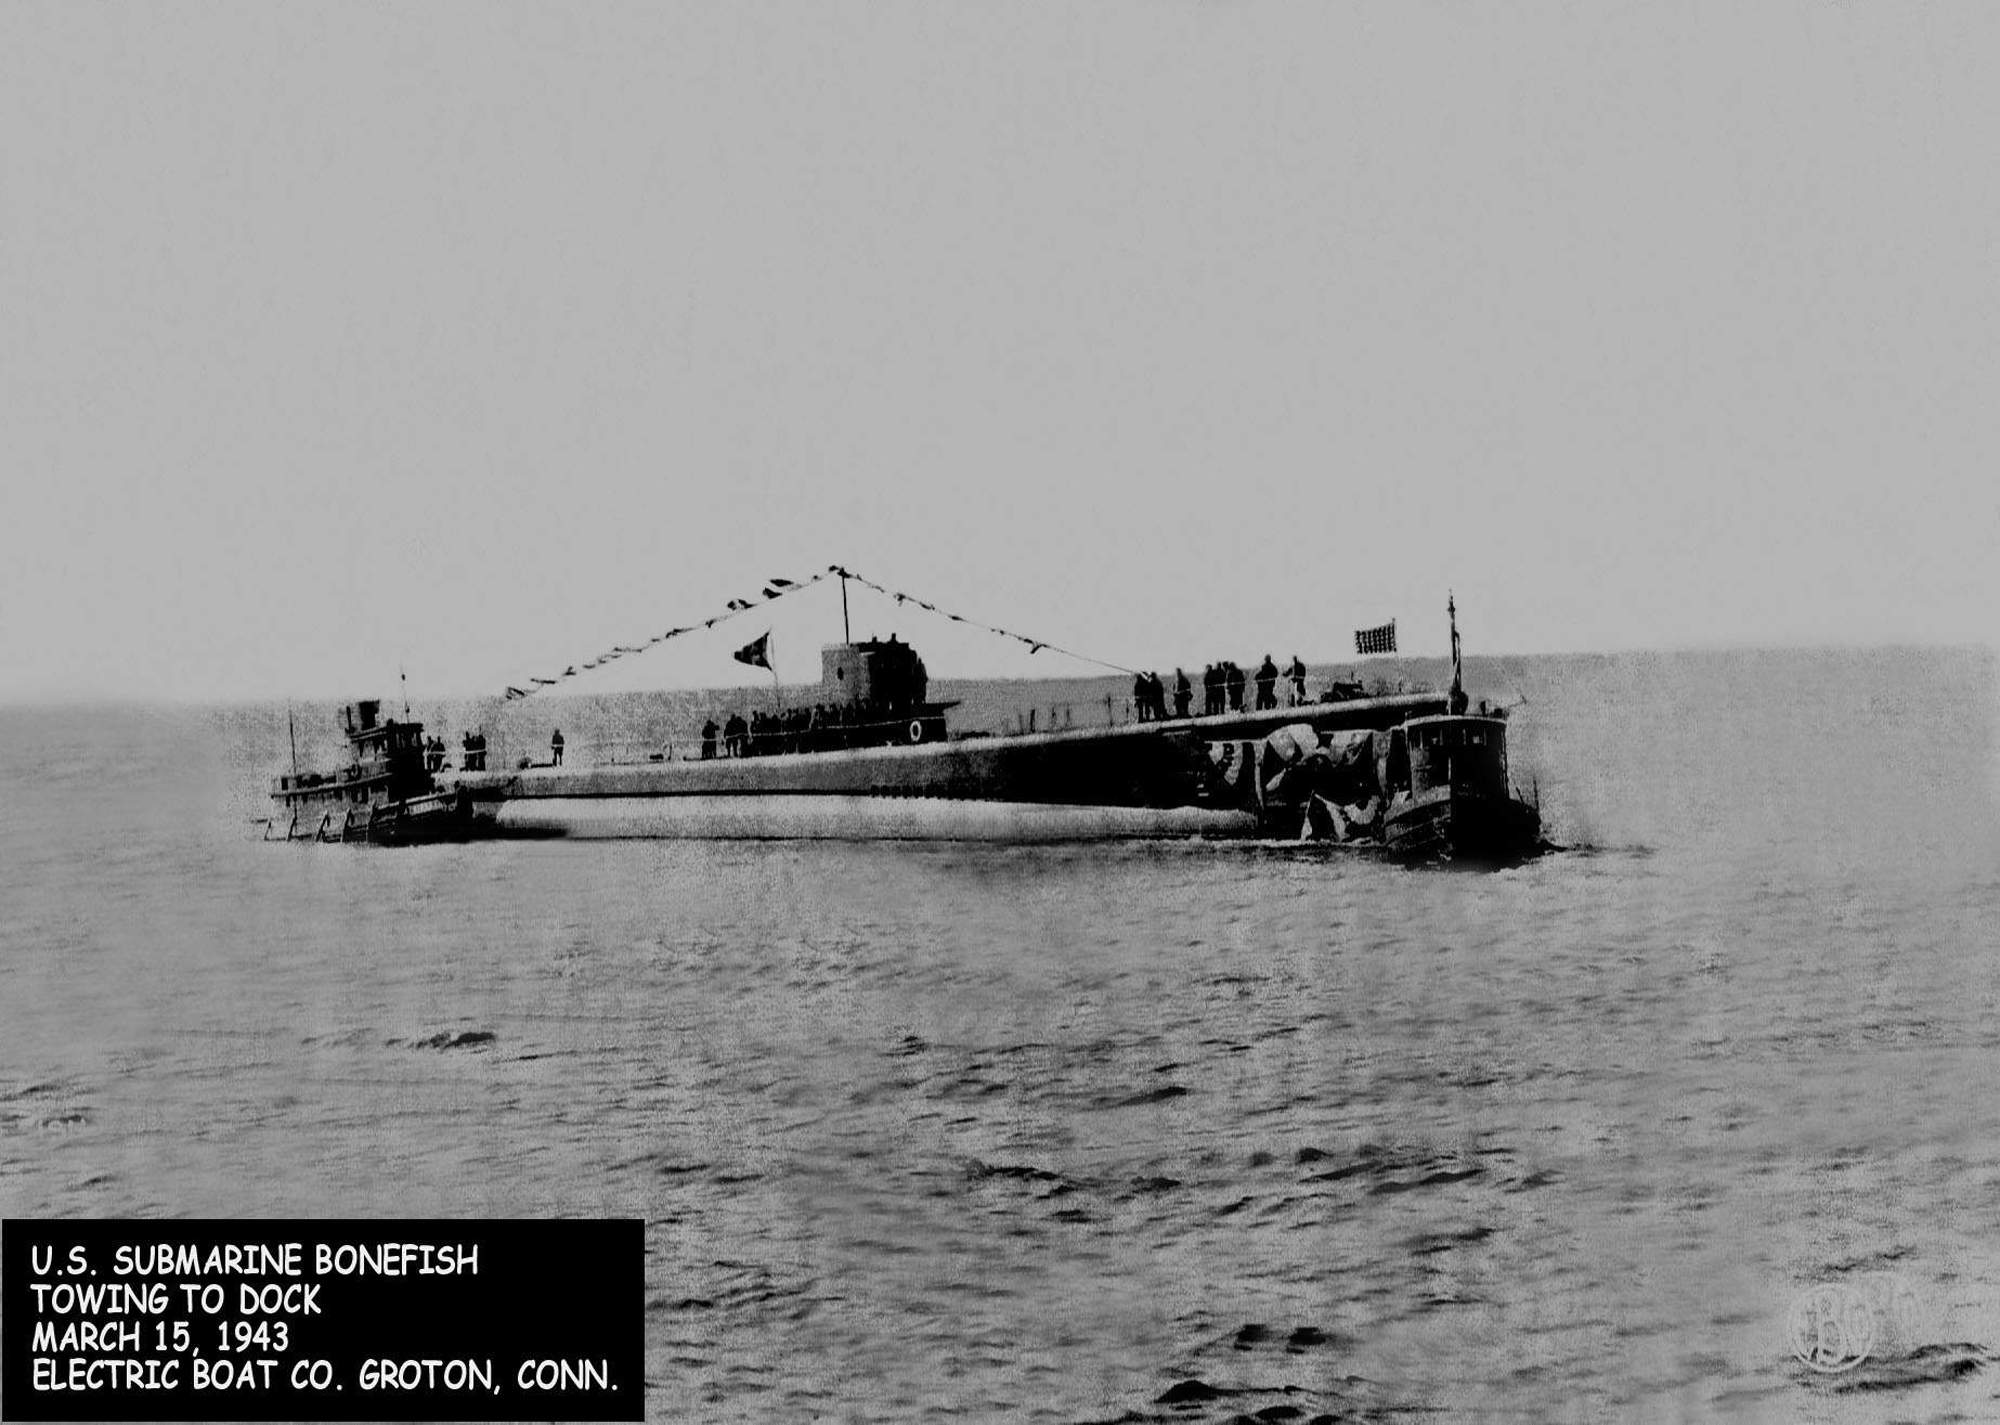 U.S. SUBMARINE BONEFISH
TOWING TO DOCK
MARCH 15, 1943
ELECTRIC BOAT CO. GROTON, CONN.